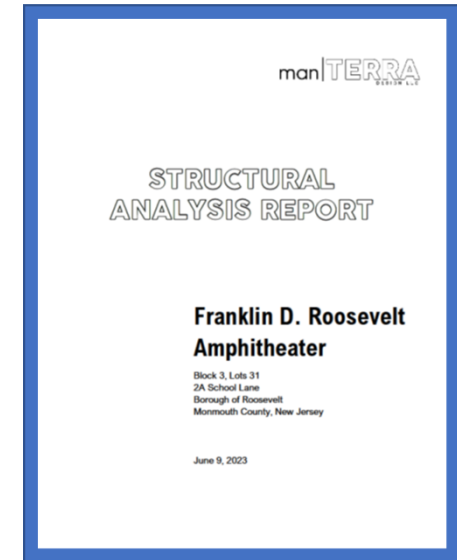 man|TERRA
DESIGN LLC
STRUCTURAL
ANALYSIS REPORT
Franklin D. Roosevelt
Amphitheater
Block 3, Lots 31
2A School Lane
Borough of Roosevelt
Monmouth County, New Jersey
June 9, 2023